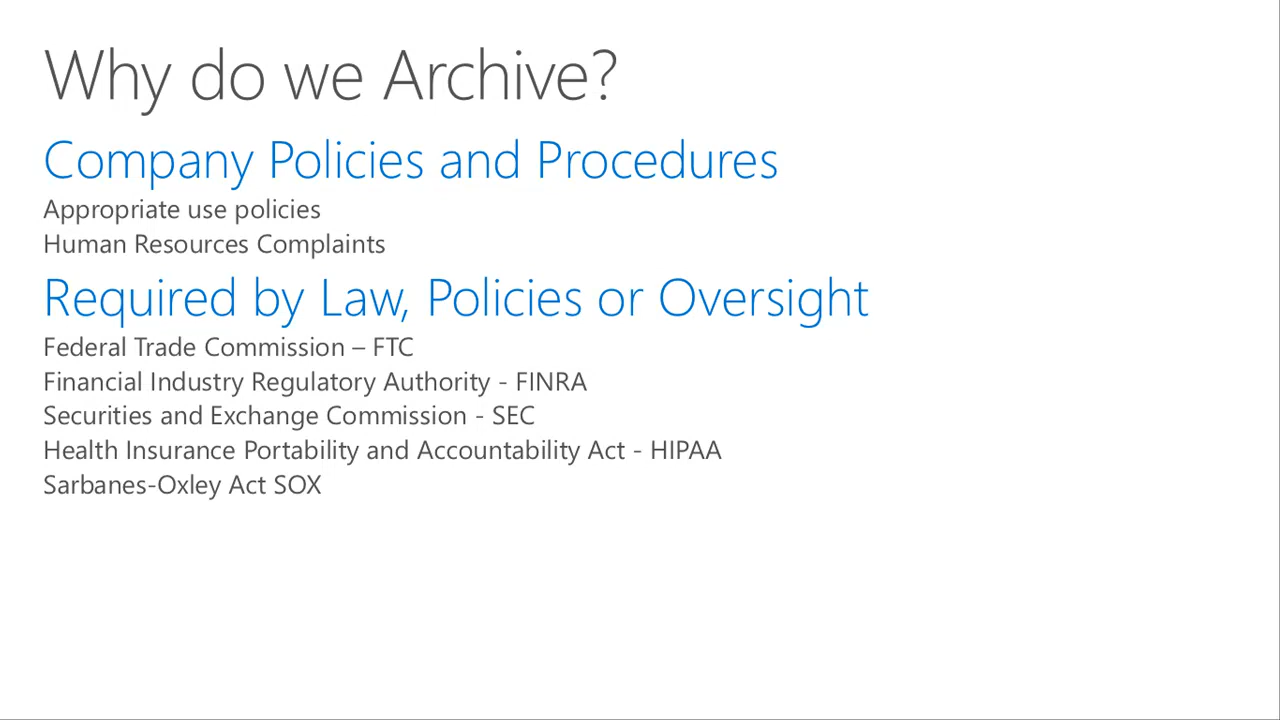 Why do we Archive?
Company Policies and Procedures
Appropriate use policies
Human Resources Complaints
Required by Law, Policies or Oversight
Federal Trade Commission – FTC
Financial Industry Regulatory Authority - FINRA
Securities and Exchange Commission - SEC
Health Insurance Portability and Accountability Act - HIPAA
Sarbanes-Oxley Act SOX